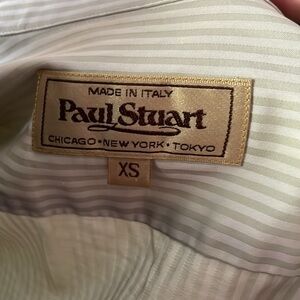 MADE IN ITALY
Paul Stuart
CHICAGO • NEW YORK • TOKYO
XS